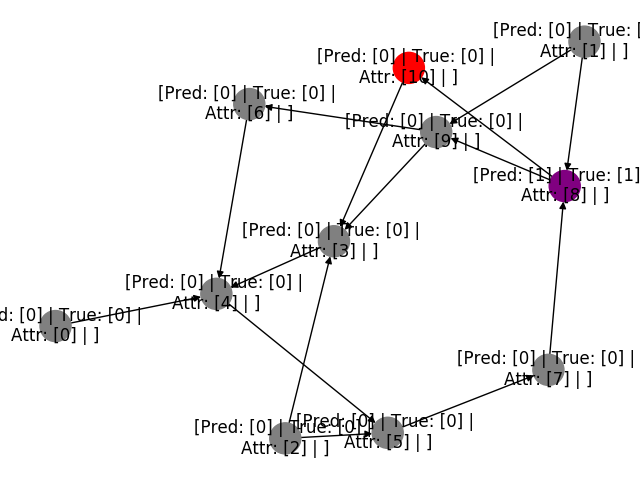 [Pred: [0] | True: [
Attr: [1] | ]
[Pred: [0] | True: [0] |
Attr: [10] | ]
[Pred: [0] | True: [0] |
Attr: [6] | ]
[Pred: [0] | True: [0] |
Attr: [9] | ]
[Pred: [1] | True: [1]
Attr: [8] | ]
[Pred: [0] | True: [0] |
Attr: [3] | ]
[Pred: [0] | True: [0] |
Attr: [4] | ]
d: [0] | True: [0] |
Attr: [0] | ]
[Pred: [0] | True: [0] |
Attr: [7] | ]
[Pred: [0] | True: [0] |
Attr: [2] | ]
[Pred: [0] | True: [0] |
Attr: [5] | ]